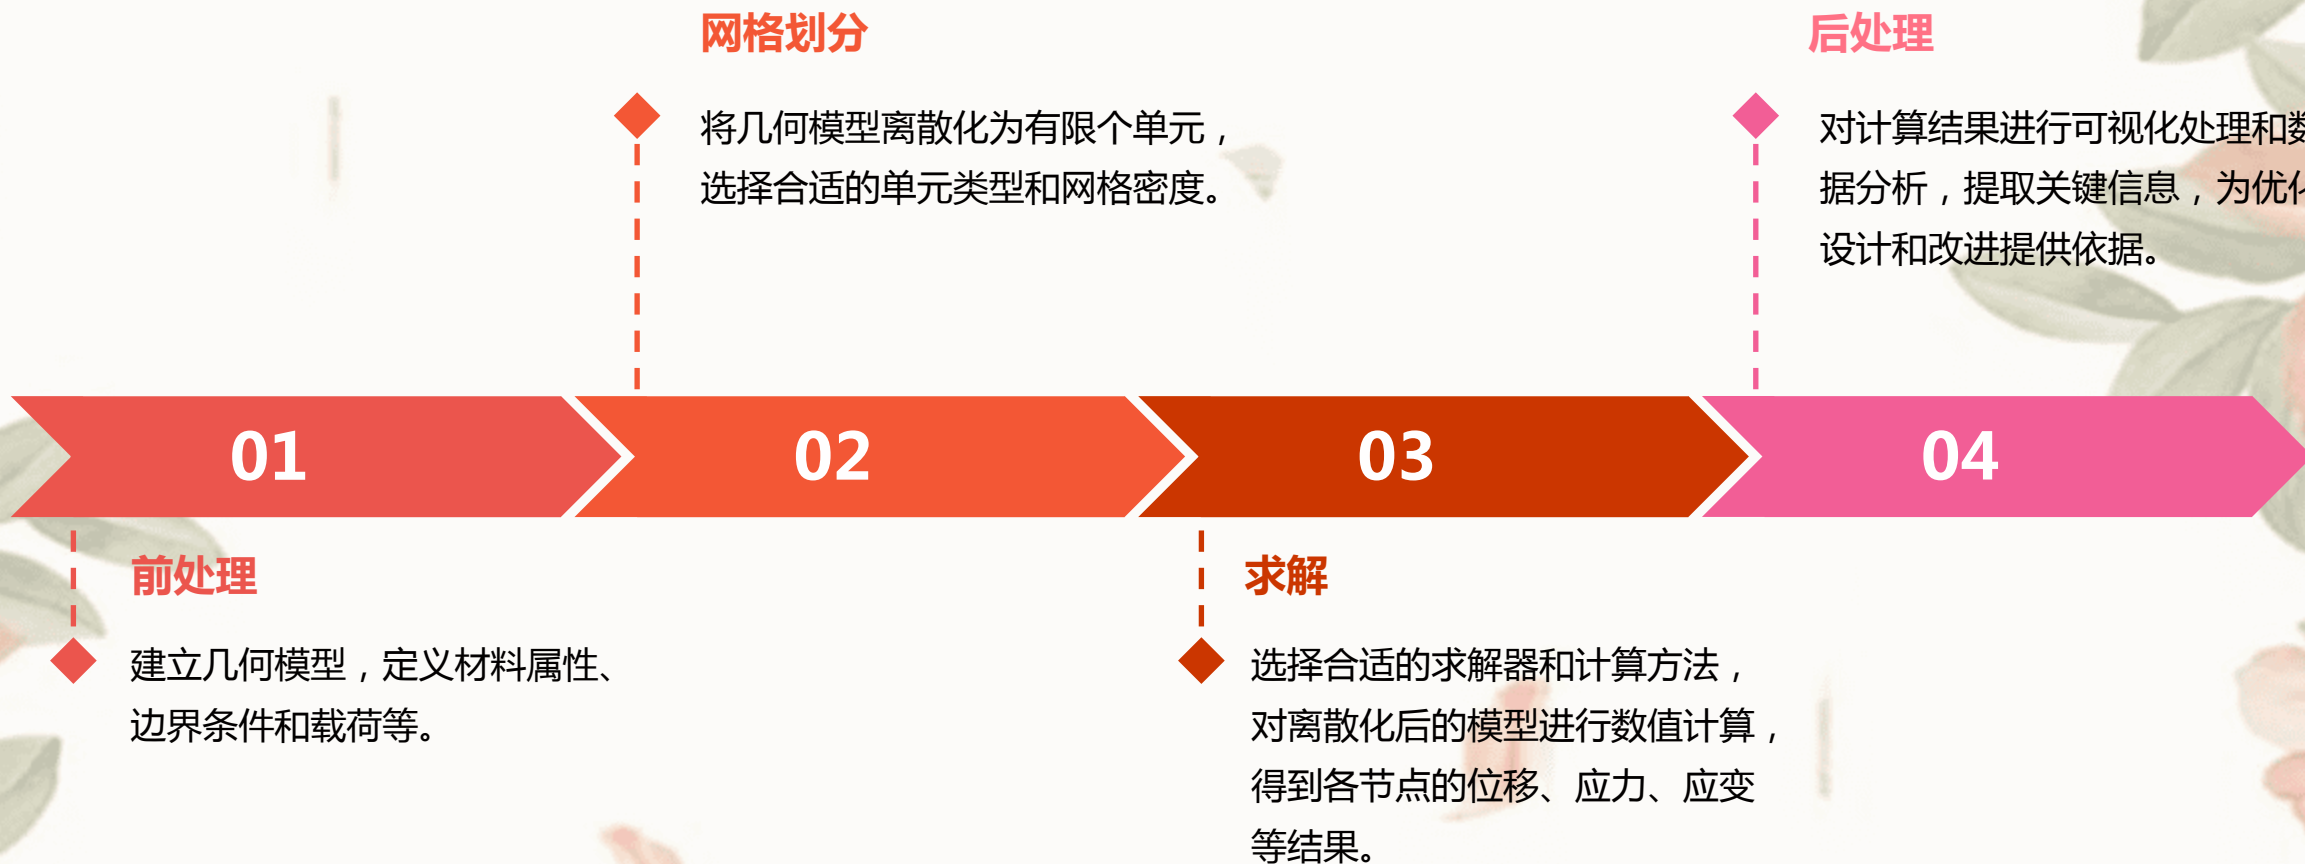 网格划分
将几何模型离散化为有限个单元，
选择合适的单元类型和网格密度。
后处理
对计算结果进行可视化处理和数
据分析，提取关键信息，为优化
设计和改进提供依据。
01
02
03
04
前处理
建立几何模型，定义材料属性、
边界条件和载荷等。
求解
选择合适的求解器和计算方法，
对离散化后的模型进行数值计算，
得到各节点的位移、应力、应变
等结果。